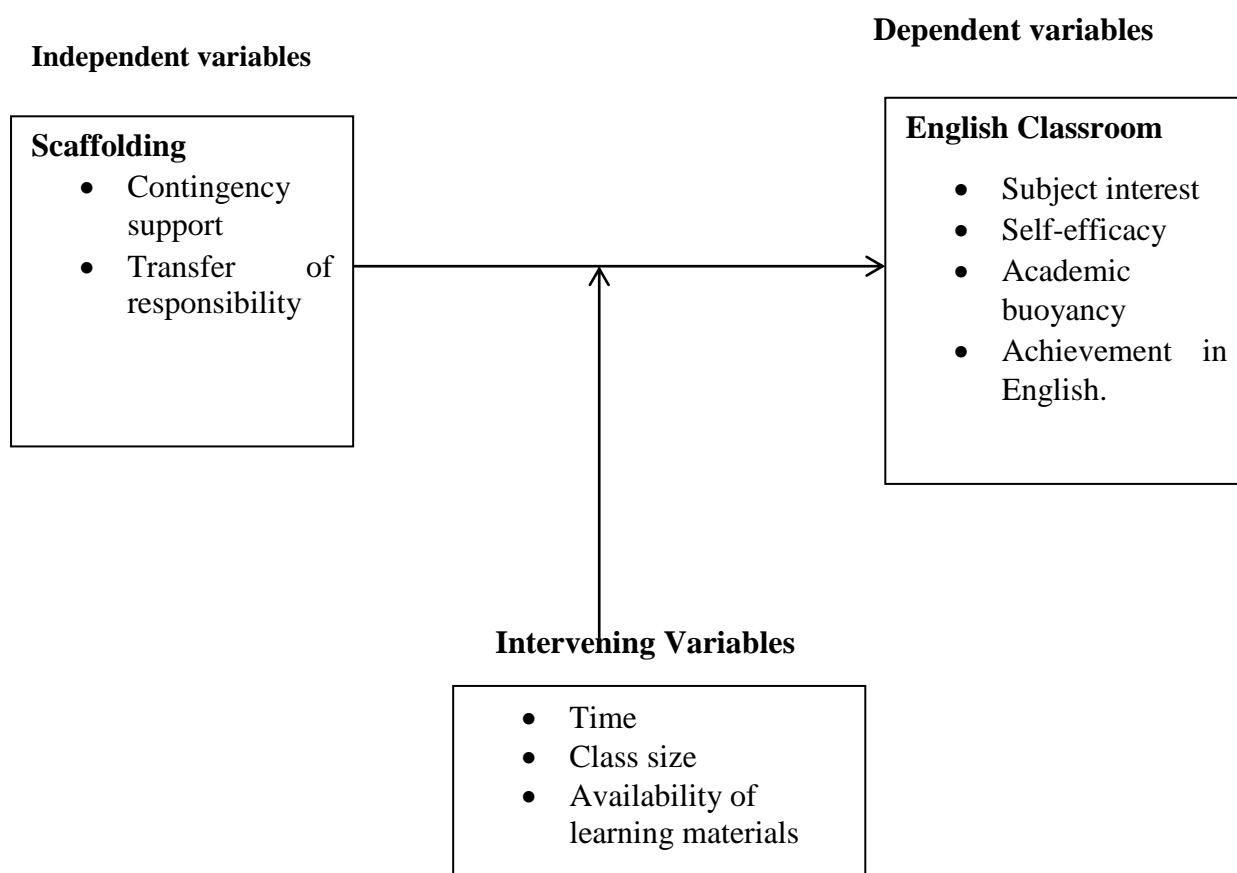 Independent variables
Scaffolding
• Contingency
support
• Transfer of
responsibility
Dependent variables
English Classroom
• Subject interest
• Self-efficacy
• Academic
buoyancy
• Achievement in
English.
Intervening Variables
• Time
• Class size
• Availability of
learning materials